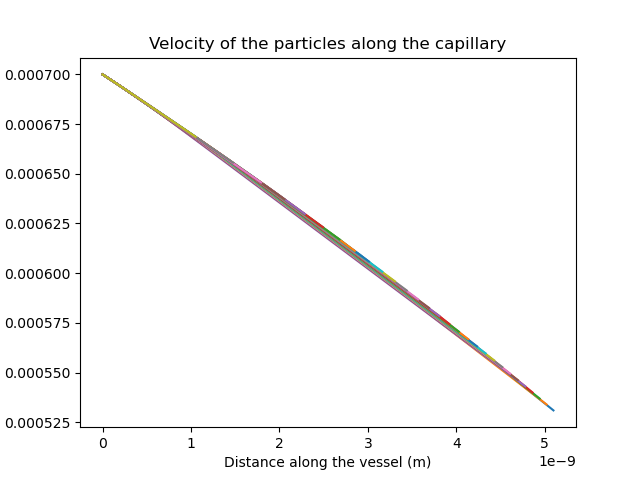 Velocity of the particles along the capillary
0.000700
0.000675
0.000650
0.000625
0.000600
0.000575
0.000550
0.000525
0 1 2 3 4 5
1e−9
Distance along the vessel (m)